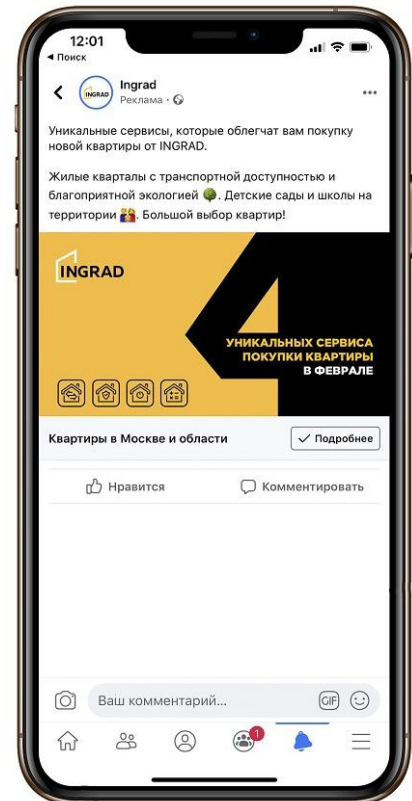 12:01
◄ Поиск
INGRAD
Ingrad
Реклама ·
Уникальные сервисы, которые облегчат вам покупку
новой квартиры от INGRAD.
Жилые кварталы с транспортной доступностью и
благоприятной экологией 🌳. Детские сады и школы на
территории 👫. Большой выбор квартир!
INGRAD
4
УНИКАЛЬНЫХ СЕРВИСА
ПОКУПКИ КВАРТИРЫ
В ФЕВРАЛЕ
Квартиры в Москве и области
Подробнее
Нравится
Комментировать
Ваш комментарий...
GIF
1